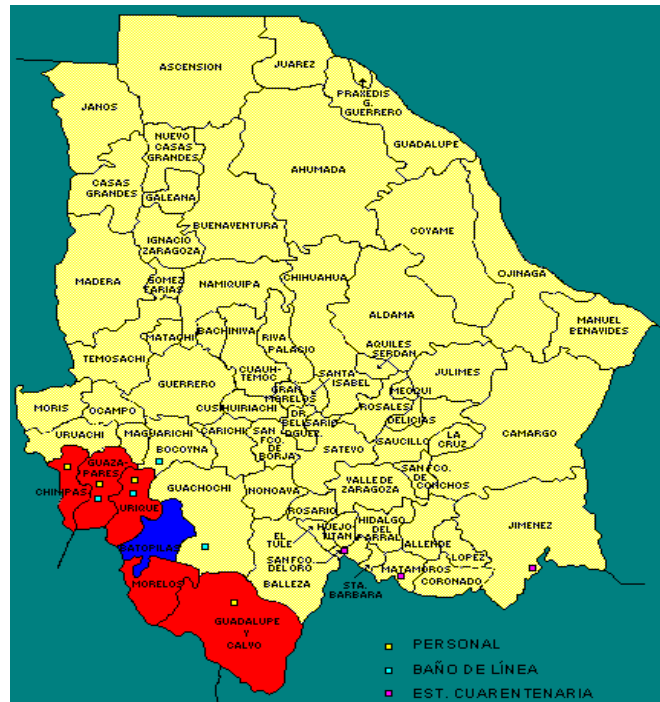 ASCENSION
JUAREZ
PRAXEDIS
G.
GUERRERO
JANOS
GUADALUPE
NUEVO
CASAS
GRANDES
AHUMADA
CASAS
GRANDES
GALEANA
BUENAVENTURA
COYAME
IGNACIO
ZARAGOZA
OJINAGA
MADERA
GOMEZ
FARIAS
NAMIQUIPA
CHIHUAHUA
ALDAMA
MANUEL
BENAVIDES
MATACHI
BACHINIVA
RIVA
PALACIO
AQUILES
SERDAN
TEMOSACHI
GUERRERO
CUAUH-
TEMOC
SANTA
ISABEL
JULIMES
GRAN
MORELOS
MEOQUI
MORIS
OCAMPO
CUSIHUIRIACHI
DR.
BELISARIO
DGUEZ.
ROSALES
DELICIAS
URUACHI
MAGUARICHI
CARICHI
SAN
FCO.
DE
BORJA
SATEVO
SAUCILLO
LA
CRUZ
CAMARGO
BOCOYNA
GUAZA-
PARES
CHINIPAS
URIQUE
GUACHOCHI
NONOAVA
VALLE DE
ZARAGOZA
SAN FCO.
DE
CONCHOS
ROSARIO
EL
TULE
HUEJO-
TITAN
HIDALGO
DEL
PARRAL
ALLENDE
JIMENEZ
BATOPILAS
SAN FCO.
DEL ORO
LOPEZ
MORELOS
BALLEZA
STA.
BARBARA
MATAMOROS
CORONADO
GUADALUPE
Y
CALVO
PERSONAL
BAÑO DE LÍNEA
EST. CUARENTENARIA